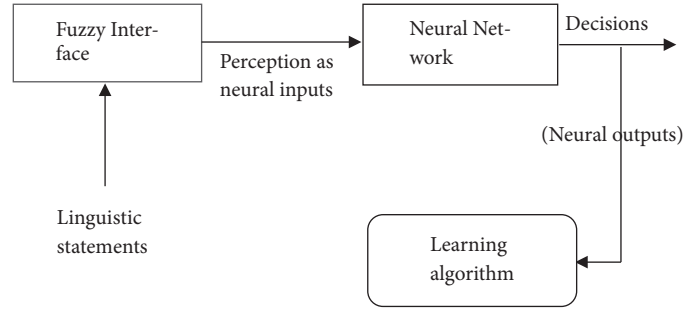 Fuzzy Inter-
face
Perception as
neural inputs
Neural Net-
work
Decisions
(Neural outputs)
Linguistic
statements
Learning
algorithm